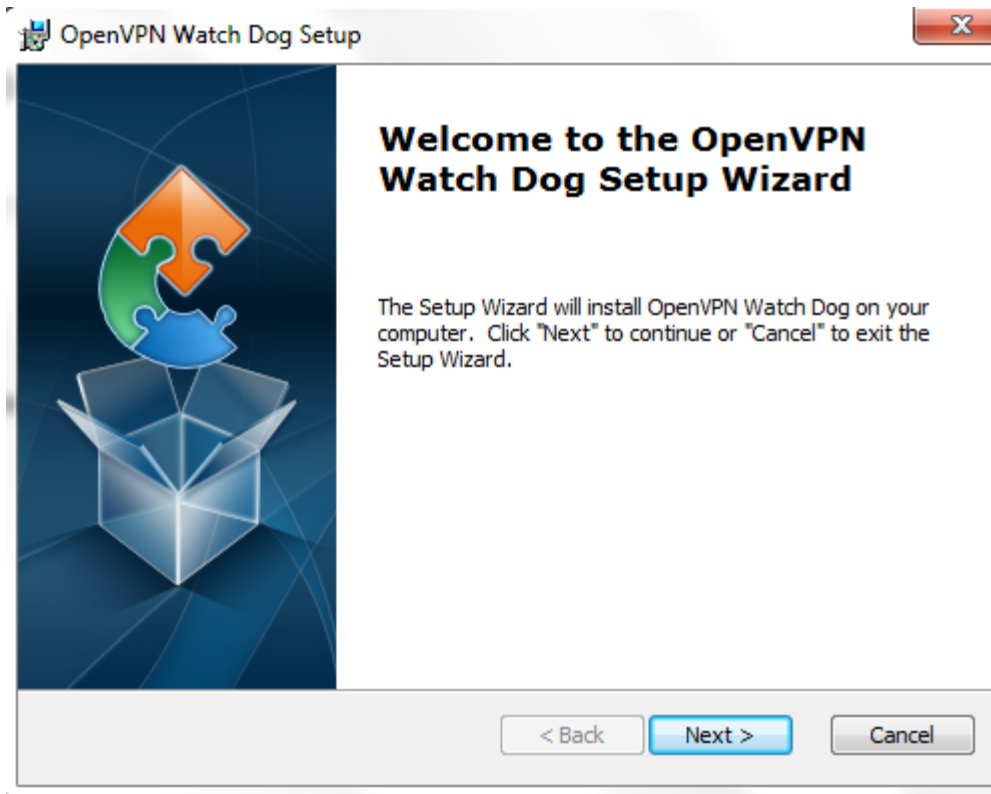 OpenVPN Watch Dog Setup
Welcome to the OpenVPN
Watch Dog Setup Wizard
The Setup Wizard will install OpenVPN Watch Dog on your
computer.  Click "Next" to continue or "Cancel" to exit the
Setup Wizard.
< Back Next > Cancel